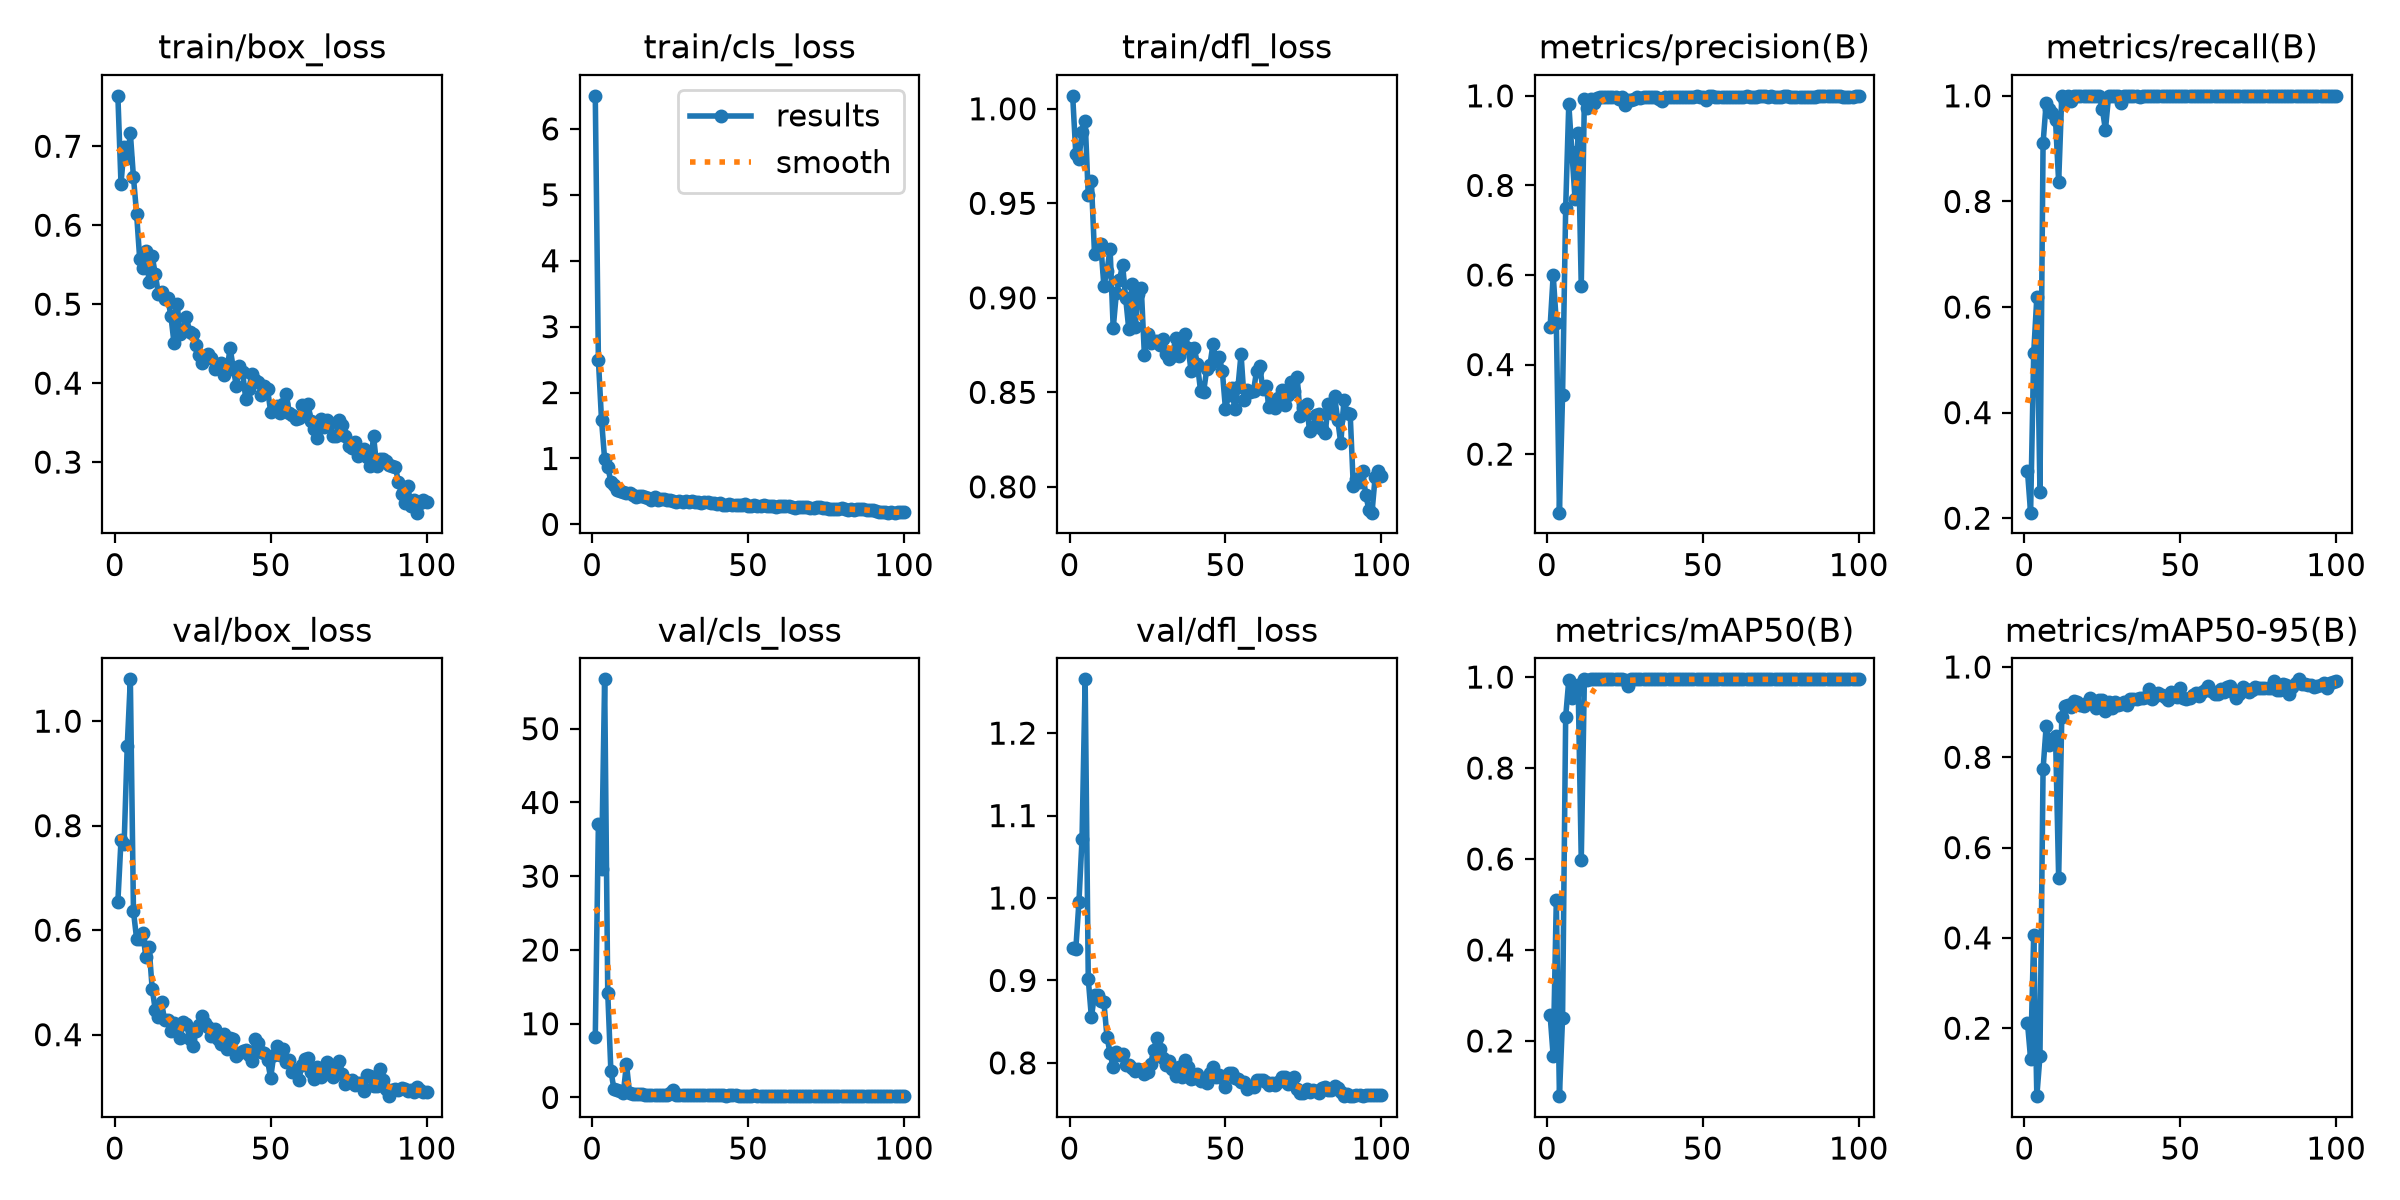 train/box_loss
train/cls_loss
train/dfl_loss
metrics/precision(B)
metrics/recall(B)
0.7
0.6
0.5
0.4
0.3
0 50 100
results
smooth
6
5
4
3
2
1
0
0 50 100
1.00
0.95
0.90
0.85
0.80
0 50 100
1.0
0.8
0.6
0.4
0.2
0 50 100
1.0
0.8
0.6
0.4
0.2
0 50 100
val/box_loss
val/cls_loss
val/dfl_loss
metrics/mAP50(B)
metrics/mAP50-95(B)
1.0
0.8
0.6
0.4
0 50 100
50
40
30
20
10
0
0 50 100
1.2
1.1
1.0
0.9
0.8
0 50 100
1.0
0.8
0.6
0.4
0.2
0 50 100
1.0
0.8
0.6
0.4
0.2
0 50 100